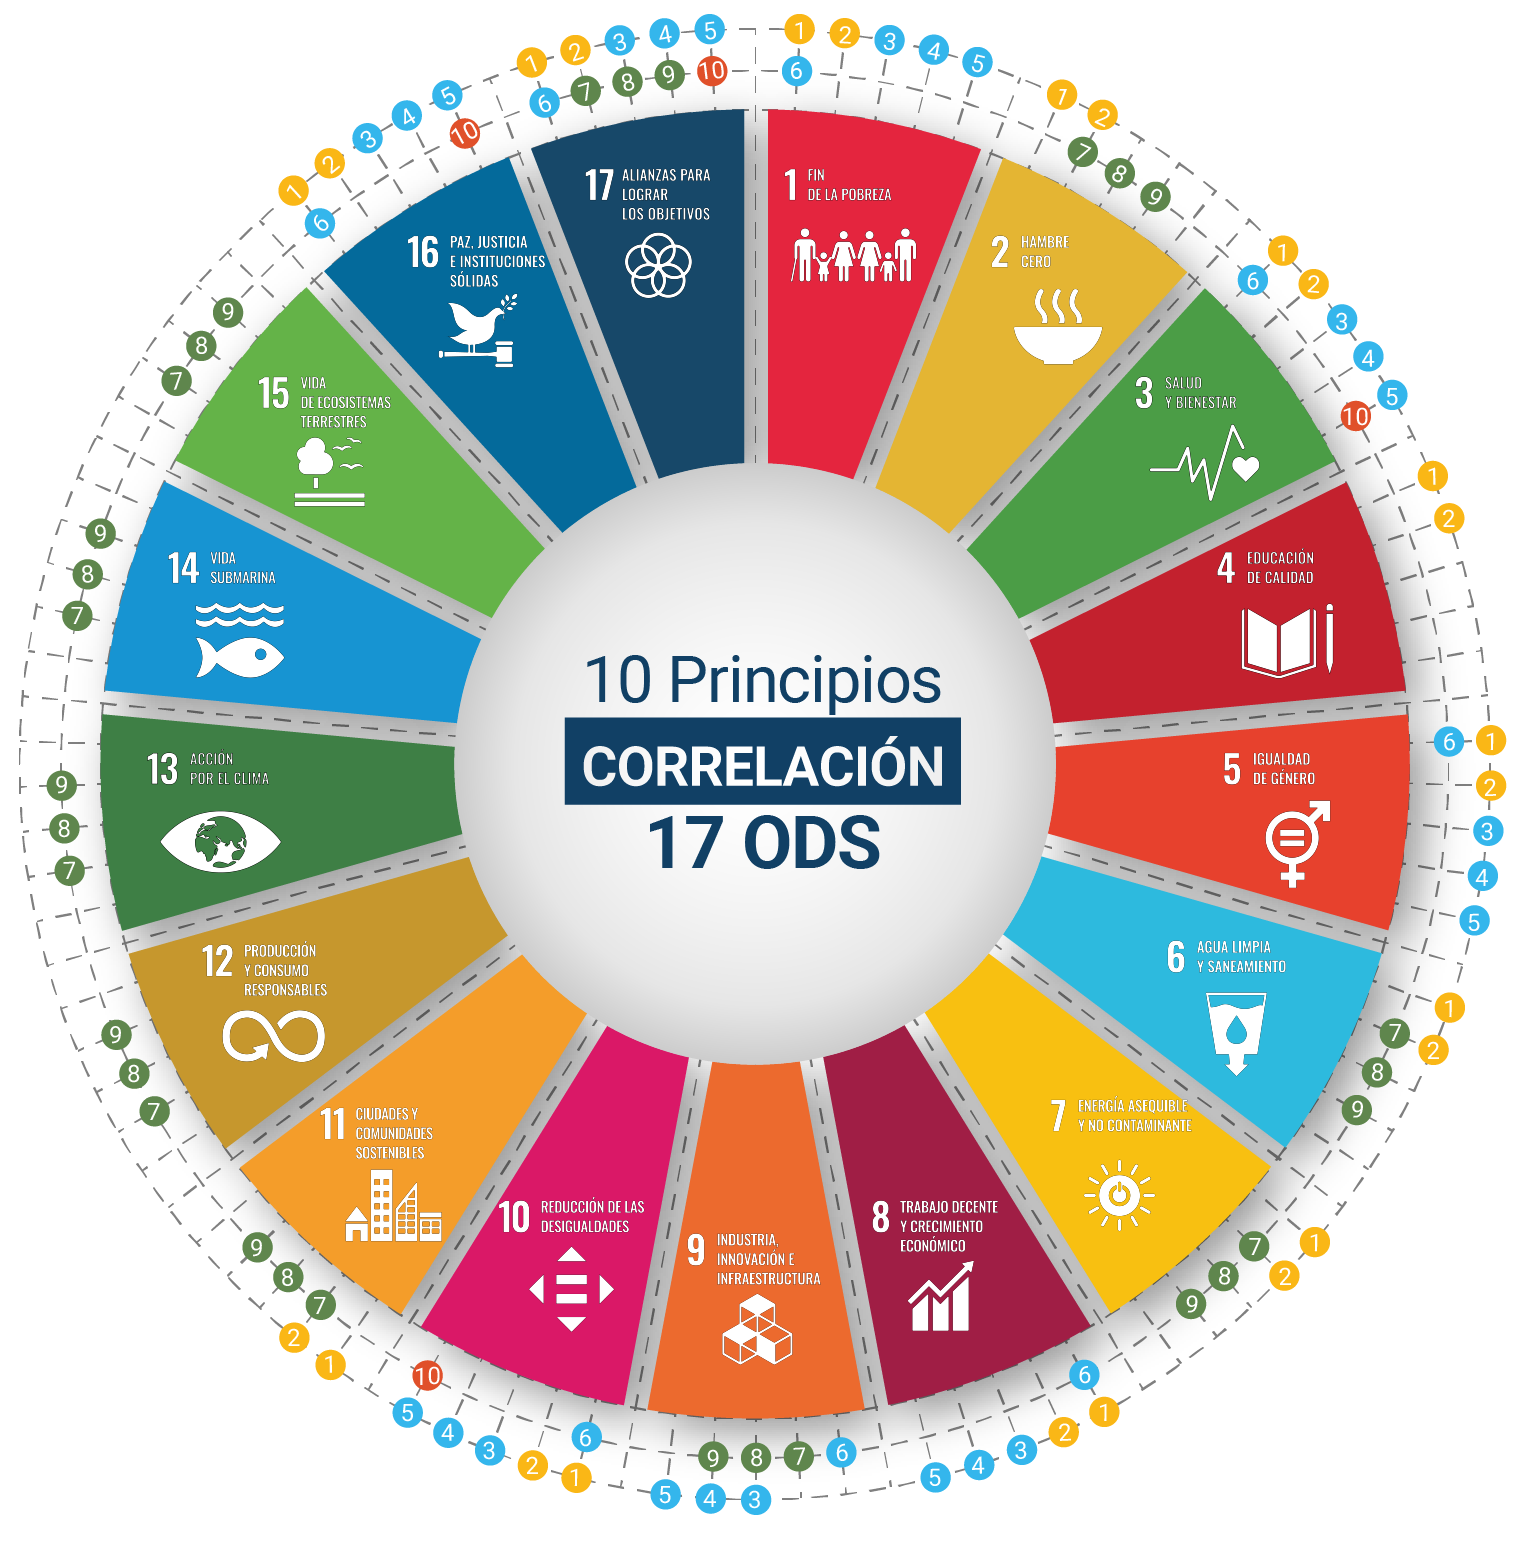 10 Principios
CORRELACIÓN
17 ODS
1 FIN
DE LA POBREZA
1 2 3 4 5
6
2 HAMBRE
CERO
1 2
7 8 9
3 SALUD
Y BIENESTAR
1 2 3 4 5
6 10
4 EDUCACIÓN
DE CALIDAD
1 2
5 IGUALDAD
DE GÉNERO
1 2 3 4 5
6
6 AGUA LIMPIA
Y SANEAMIENTO
1 2
7 8 9
7 ENERGÍA ASEQUIBLE
Y NO CONTAMINANTE
1 2
7 8 9
8 TRABAJO DECENTE
Y CRECIMIENTO
ECONÓMICO
1 2 3 4 5
6
9 INDUSTRIA,
INNOVACIÓN E
INFRAESTRUCTURA
3 4 5
6 7 8 9
10 REDUCCIÓN DE LAS
DESIGUALDADES
1 2 3 4 5
6 10
11 CIUDADES Y
COMUNIDADES
SOSTENIBLES
1 2
7 8 9
12 PRODUCCIÓN
Y CONSUMO
RESPONSABLES
7 8 9
13 ACCIÓN
POR EL CLIMA
7 8 9
14 VIDA
SUBMARINA
7 8 9
15 VIDA
DE ECOSISTEMAS
TERRESTRES
7 8 9
16 PAZ, JUSTICIA
E INSTITUCIONES
SÓLIDAS
1 2 3 4 5
6 10
17 ALIANZAS PARA
LOGRAR
LOS OBJETIVOS
1 2 3 4 5
6 7 8 9 10